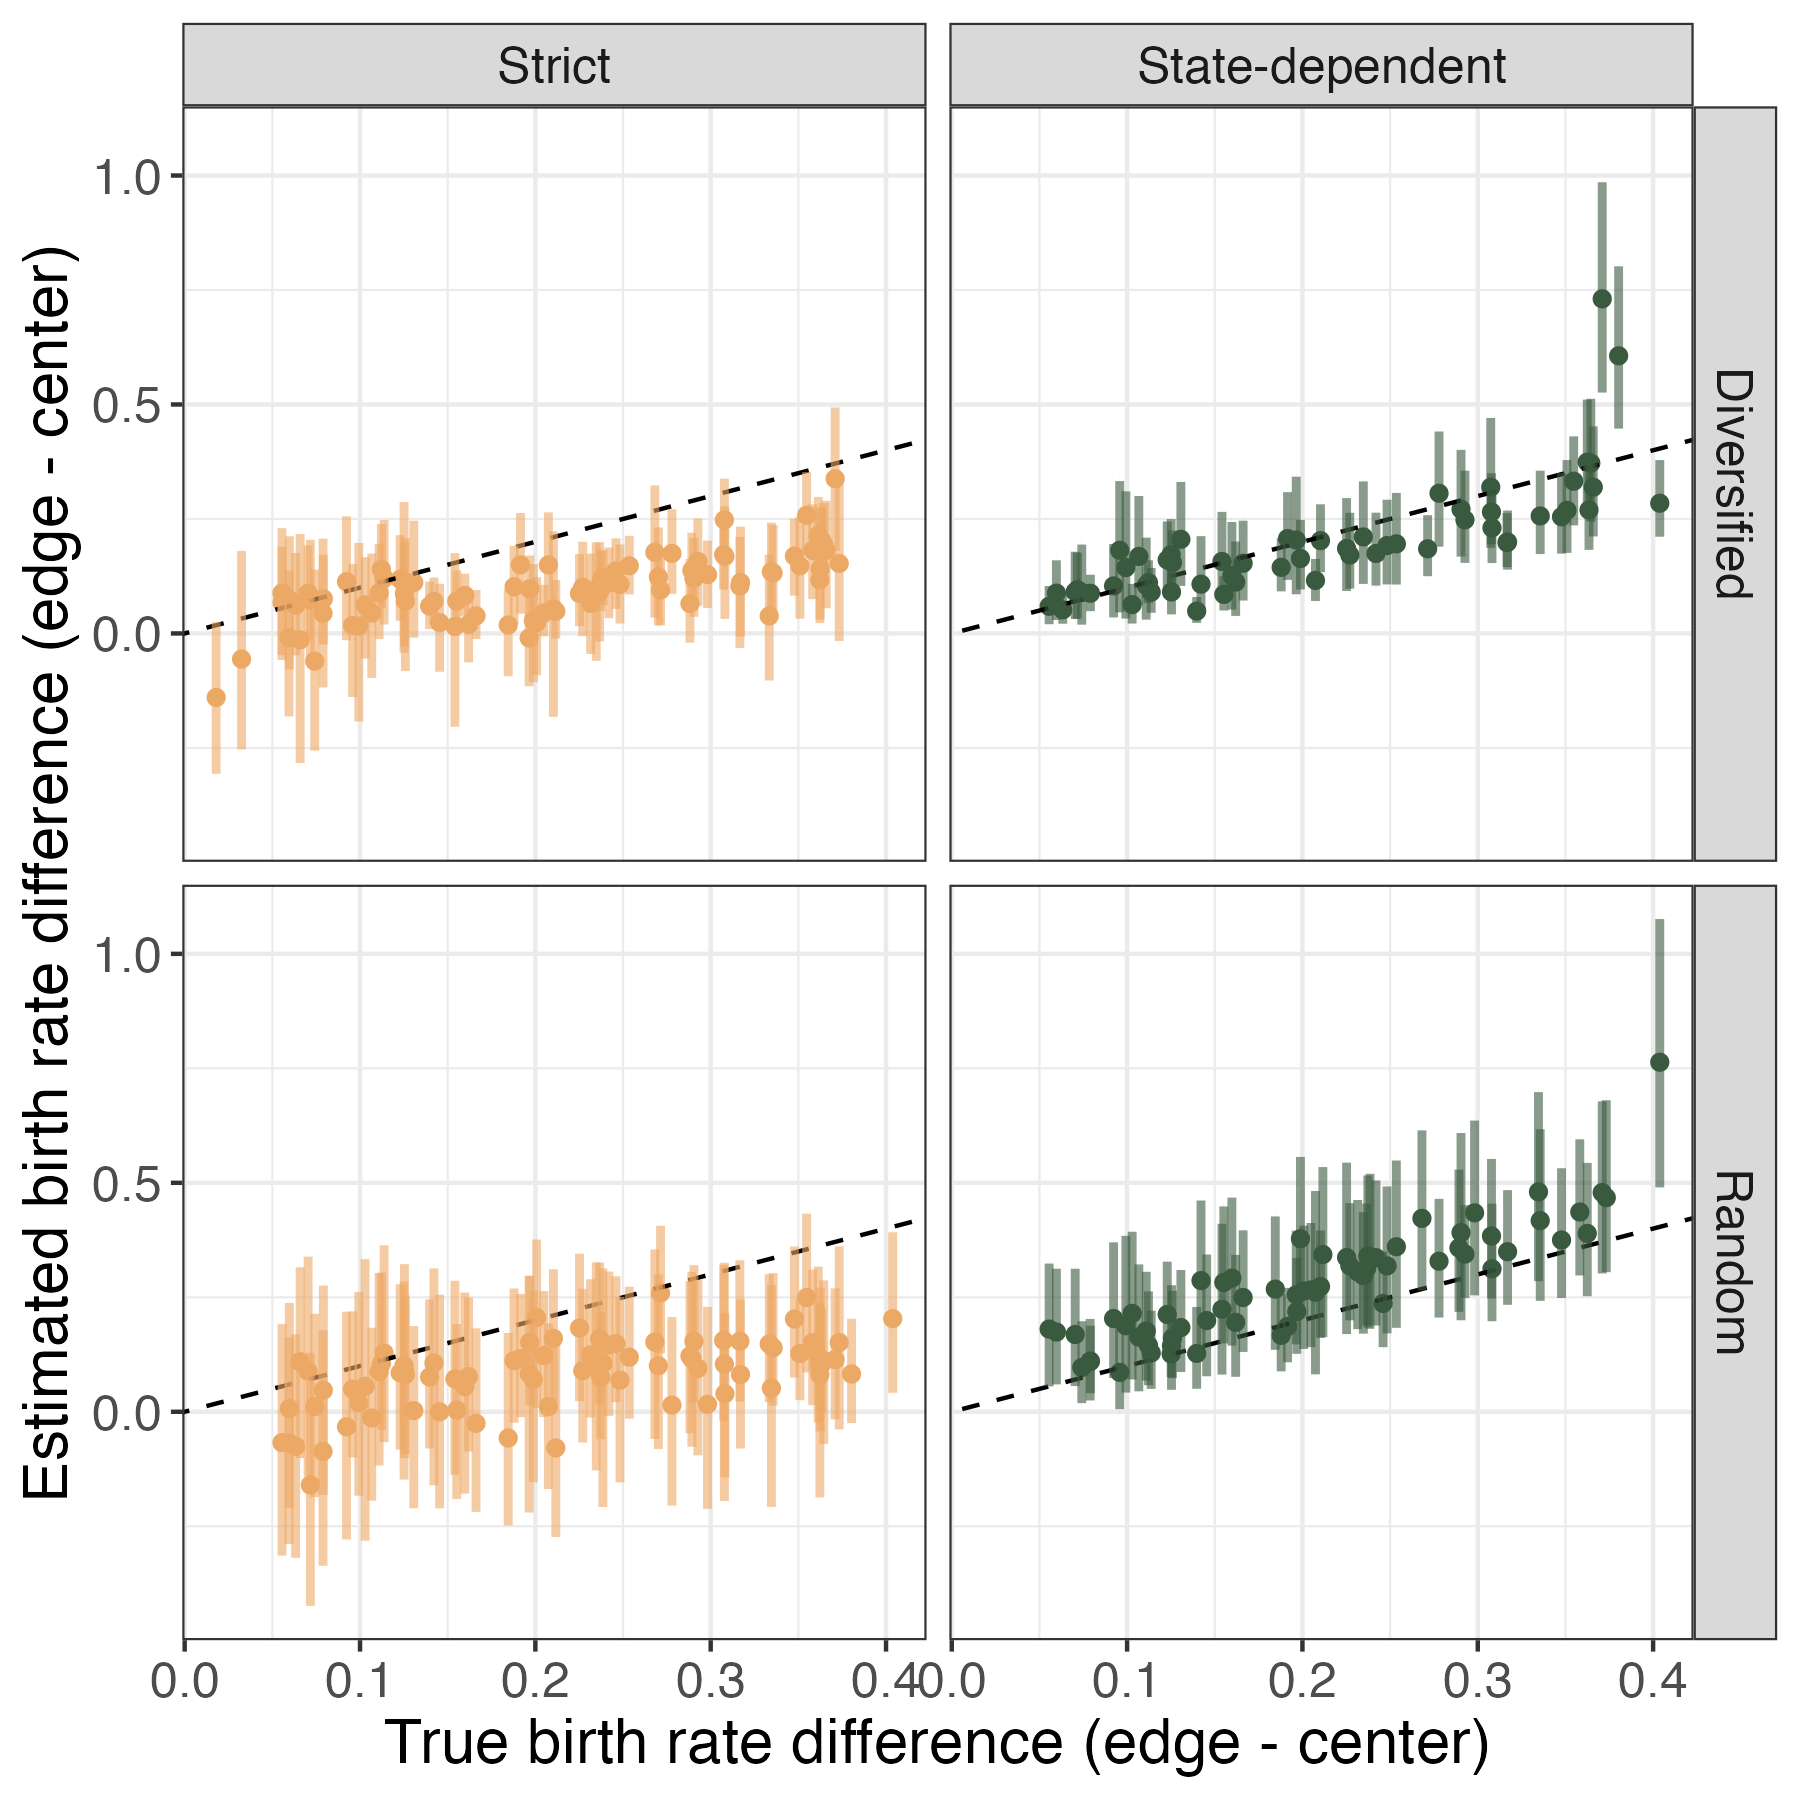 Strict
State-dependent
Estimated birth rate difference (edge - center)
1.0
0.5
0.0
Diversified
1.0
0.5
0.0
Random
0.0
0.1
0.2
0.3
0.4
0.0
0.1
0.2
0.3
0.4
True birth rate difference (edge - center)